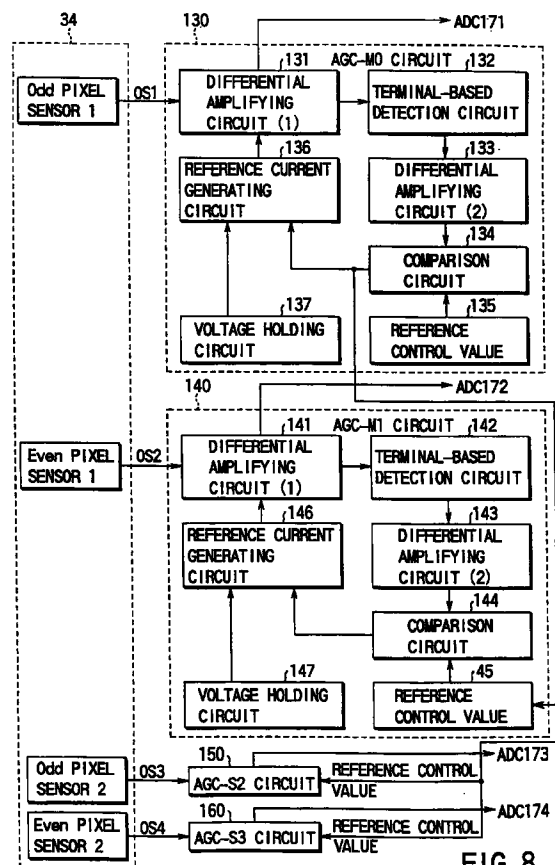 34
130
ADC171
131
AGC-M0 CIRCUIT
132
Odd PIXEL
SENSOR 1
OS1
DIFFERENTIAL
AMPLIFYING
CIRCUIT (1)
TERMINAL-BASED
DETECTION CIRCUIT
136
133
REFERENCE CURRENT
GENERATING
CIRCUIT
DIFFERENTIAL
AMPLIFYING
CIRCUIT (2)
134
COMPARISON
CIRCUIT
137
135
VOLTAGE HOLDING
CIRCUIT
REFERENCE
CONTROL VALUE
140
ADC172
141
AGC-M1 CIRCUIT
142
Even PIXEL
SENSOR 1
OS2
DIFFERENTIAL
AMPLIFYING
CIRCUIT (1)
TERMINAL-BASED
DETECTION CIRCUIT
146
143
REFERENCE CURRENT
GENERATING
CIRCUIT
DIFFERENTIAL
AMPLIFYING
CIRCUIT (2)
144
COMPARISON
CIRCUIT
147
45
VOLTAGE HOLDING
CIRCUIT
REFERENCE
CONTROL VALUE
150
ADC173
Odd PIXEL
SENSOR 2
OS3
AGC-S2 CIRCUIT
REFERENCE CONTROL
VALUE
160
ADC174
Even PIXEL
SENSOR 2
OS4
AGC-S3 CIRCUIT
REFERENCE CONTROL
VALUE
FIG. 8